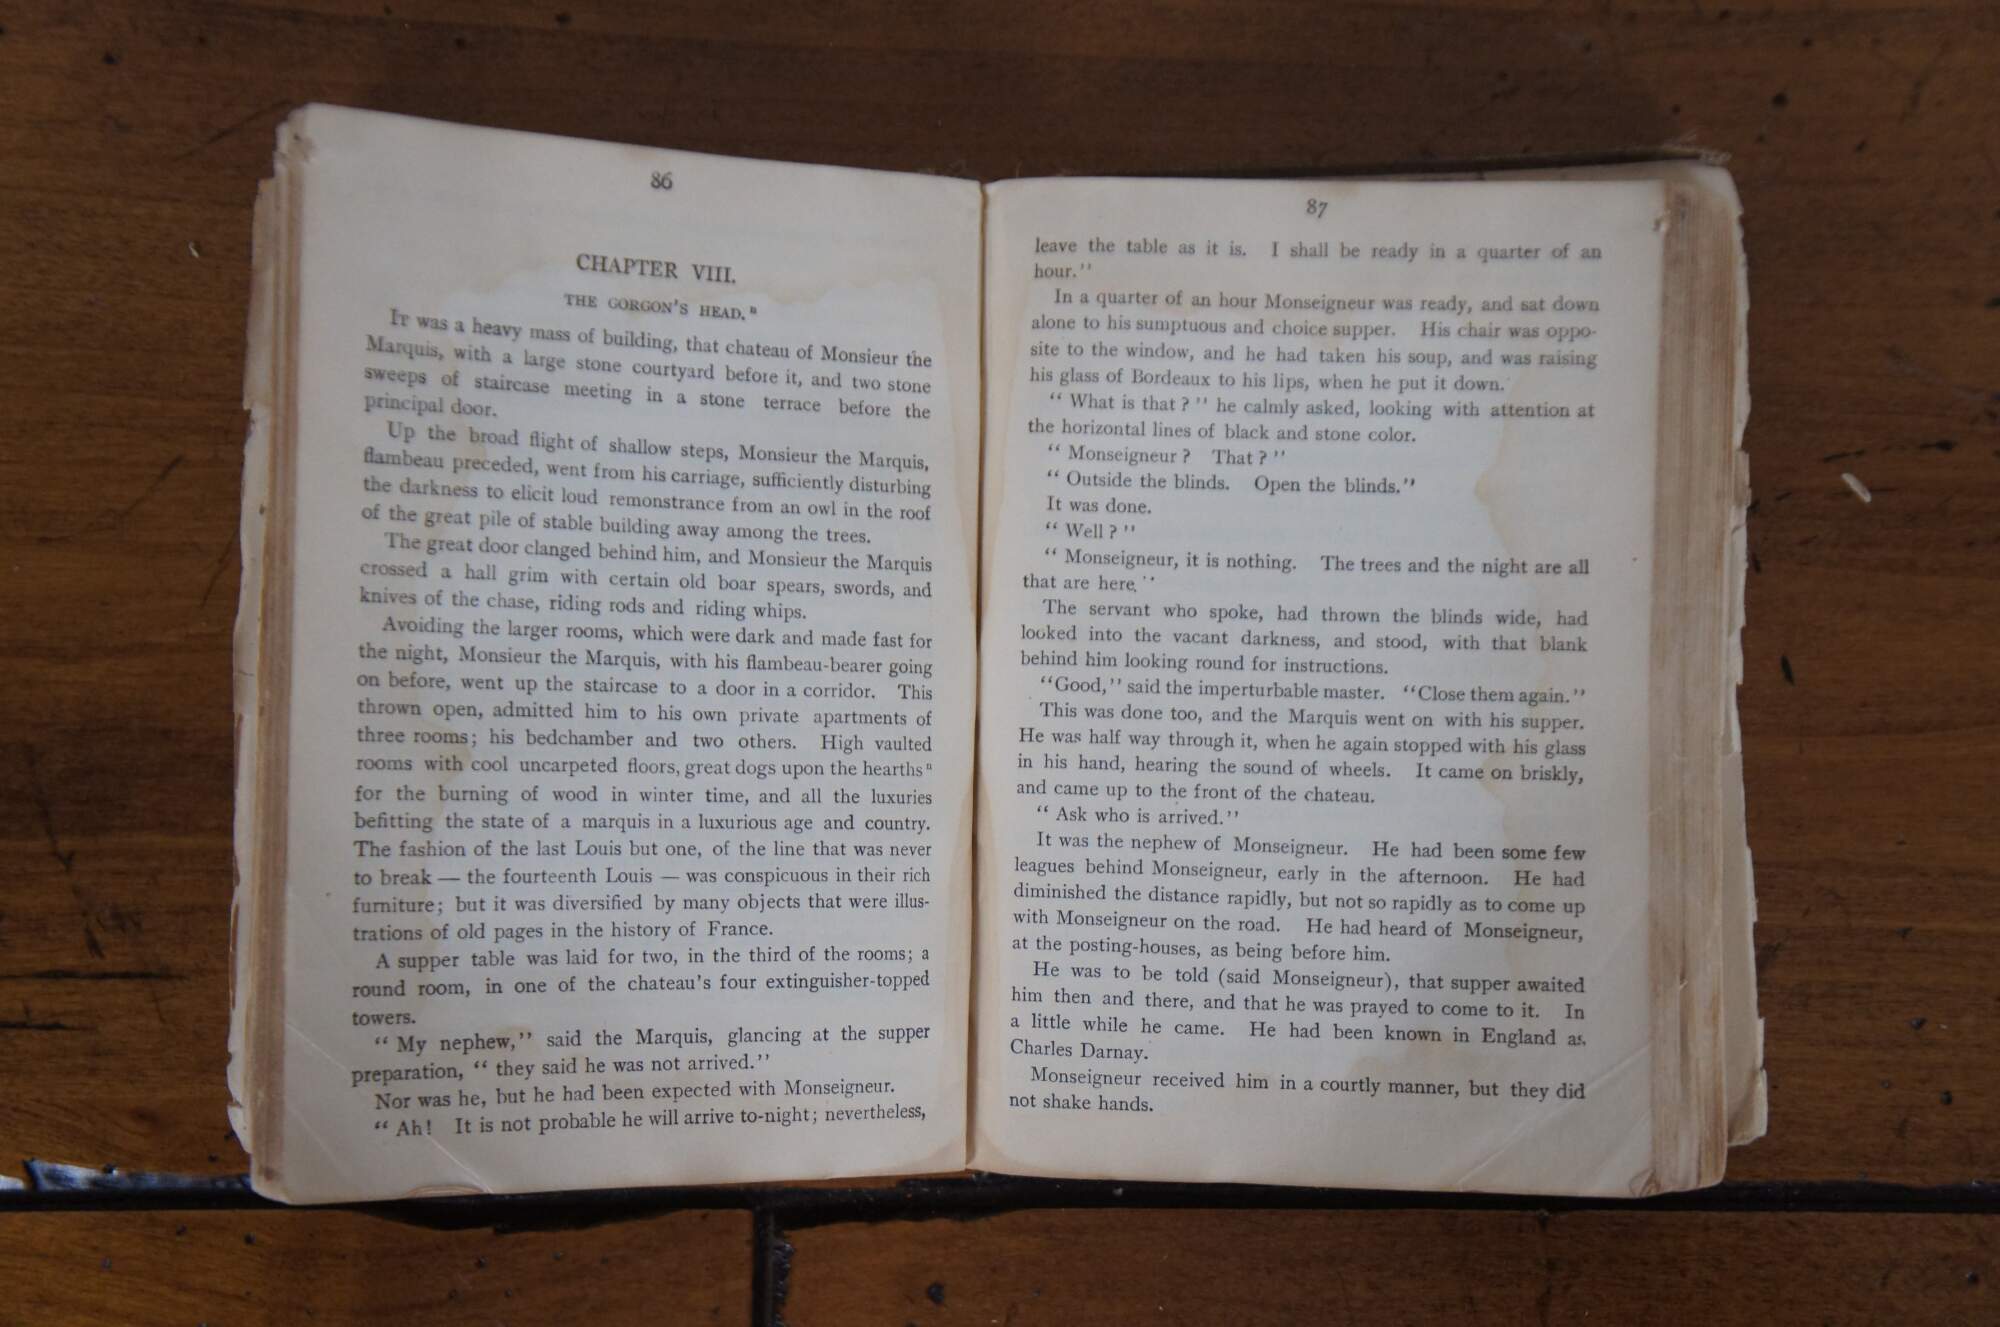 86
CHAPTER VIII.
THE GORGON'S HEAD.ⁿ
It was a heavy mass of building, that chateau of Monsieur the
Marquis, with a large stone courtyard before it, and two stone
sweeps of staircase meeting in a stone terrace before the
principal door.
Up the broad flight of shallow steps, Monsieur the Marquis,
flambeau preceded, went from his carriage, sufficiently disturbing
the darkness to elicit loud remonstrance from an owl in the roof
of the great pile of stable building away among the trees.
The great door clanged behind him, and Monsieur the Marquis
crossed a hall grim with certain old boar spears, swords, and
knives of the chase, riding rods and riding whips.
Avoiding the larger rooms, which were dark and made fast for
the night, Monsieur the Marquis, with his flambeau-bearer going
on before, went up the staircase to a door in a corridor. This
thrown open, admitted him to his own private apartments of
three rooms; his bedchamber and two others. High vaulted
rooms with cool uncarpeted floors, great dogs upon the hearthsⁿ
for the burning of wood in winter time, and all the luxuries
befitting the state of a marquis in a luxurious age and country.
The fashion of the last Louis but one, of the line that was never
to break — the fourteenth Louis — was conspicuous in their rich
furniture; but it was diversified by many objects that were illus-
trations of old pages in the history of France.
A supper table was laid for two, in the third of the rooms; a
round room, in one of the chateau's four extinguisher-topped
towers.
"My nephew," said the Marquis, glancing at the supper
preparation, "they said he was not arrived."
Nor was he, but he had been expected with Monseigneur.
"Ah! It is not probable he will arrive to-night; nevertheless,
87
leave the table as it is. I shall be ready in a quarter of an
hour."
In a quarter of an hour Monseigneur was ready, and sat down
alone to his sumptuous and choice supper. His chair was oppo-
site to the window, and he had taken his soup, and was raising
his glass of Bordeaux to his lips, when he put it down.
"What is that?" he calmly asked, looking with attention at
the horizontal lines of black and stone color.
"Monseigneur? That?"
"Outside the blinds. Open the blinds."
It was done.
"Well?"
"Monseigneur, it is nothing. The trees and the night are all
that are here."
The servant who spoke, had thrown the blinds wide, had
looked into the vacant darkness, and stood, with that blank
behind him looking round for instructions.
"Good," said the imperturbable master. "Close them again."
This was done too, and the Marquis went on with his supper.
He was half way through it, when he again stopped with his glass
in his hand, hearing the sound of wheels. It came on briskly,
and came up to the front of the chateau.
"Ask who is arrived."
It was the nephew of Monseigneur. He had been some few
leagues behind Monseigneur, early in the afternoon. He had
diminished the distance rapidly, but not so rapidly as to come up
with Monseigneur on the road. He had heard of Monseigneur,
at the posting-houses, as being before him.
He was to be told (said Monseigneur), that supper awaited
him then and there, and that he was prayed to come to it. In
a little while he came. He had been known in England as
Charles Darnay.
Monseigneur received him in a courtly manner, but they did
not shake hands.